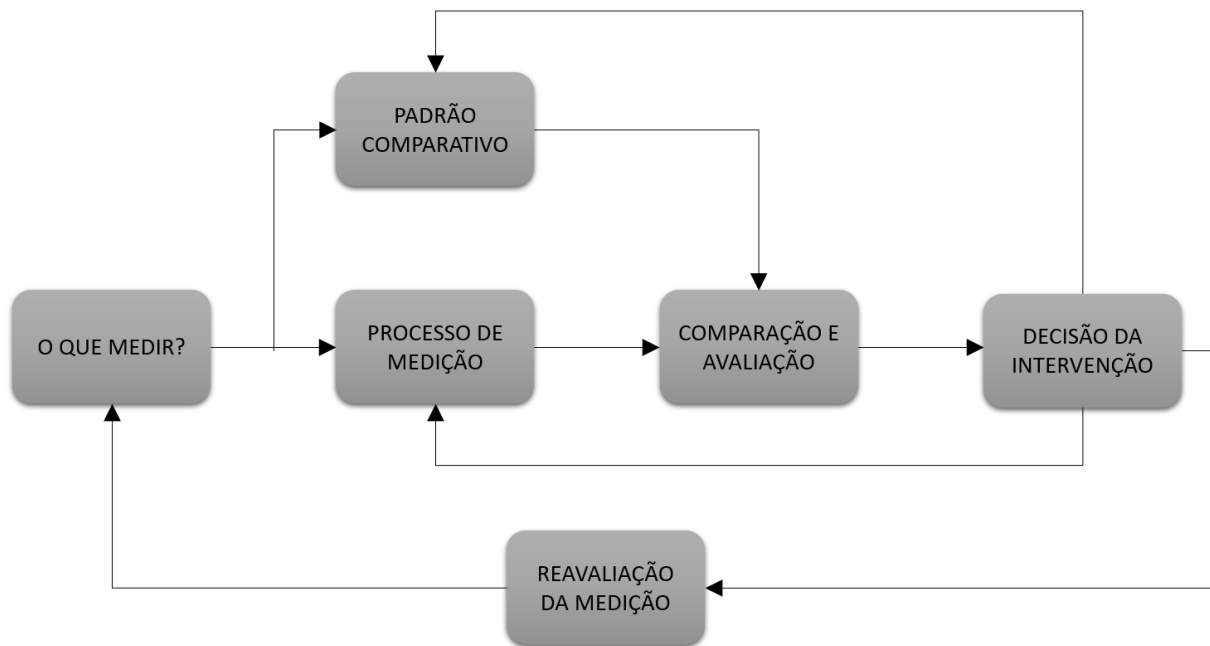 PADRÃO
COMPARATIVO
O QUE MEDIR?
PROCESSO DE
MEDIÇÃO
COMPARAÇÃO E
AVALIAÇÃO
DECISÃO DA
INTERVENÇÃO
REAVALIAÇÃO
DA MEDIÇÃO